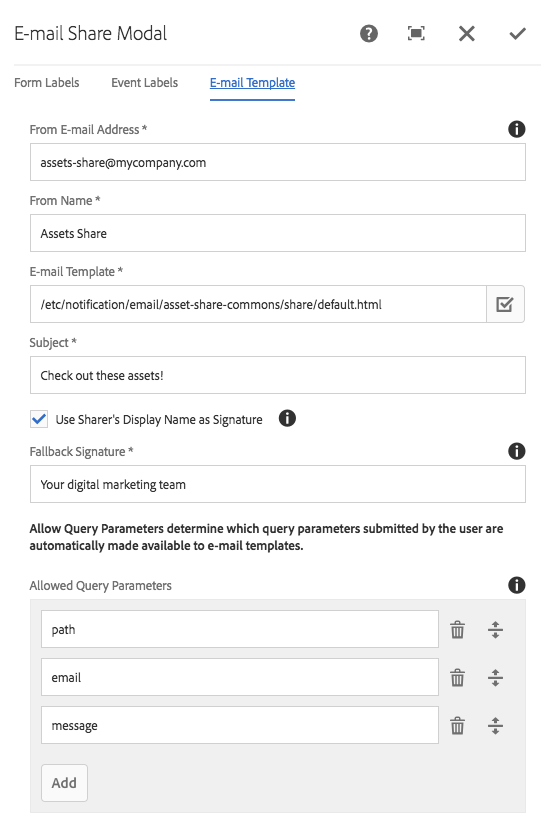 E-mail Share Modal
Form Labels Event Labels E-mail Template
From E-mail Address *
assets-share@mycompany.com
From Name *
Assets Share
E-mail Template *
/etc/notification/email/asset-share-commons/share/default.html
Subject *
Check out these assets!
Use Sharer's Display Name as Signature
Fallback Signature *
Your digital marketing team
Allow Query Parameters determine which query parameters submitted by the user are
automatically made available to e-mail templates.
Allowed Query Parameters
path
email
message
Add